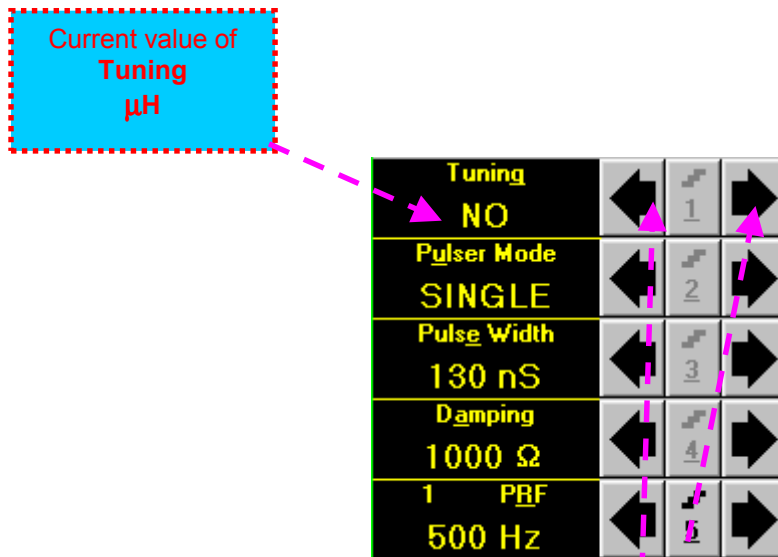 Current value of
Tuning
µH
Tuning
NO
1
Pulser Mode
SINGLE
2
Pulse Width
130 nS
3
Damping
1000 Ω
4
1 PRF
500 Hz
5